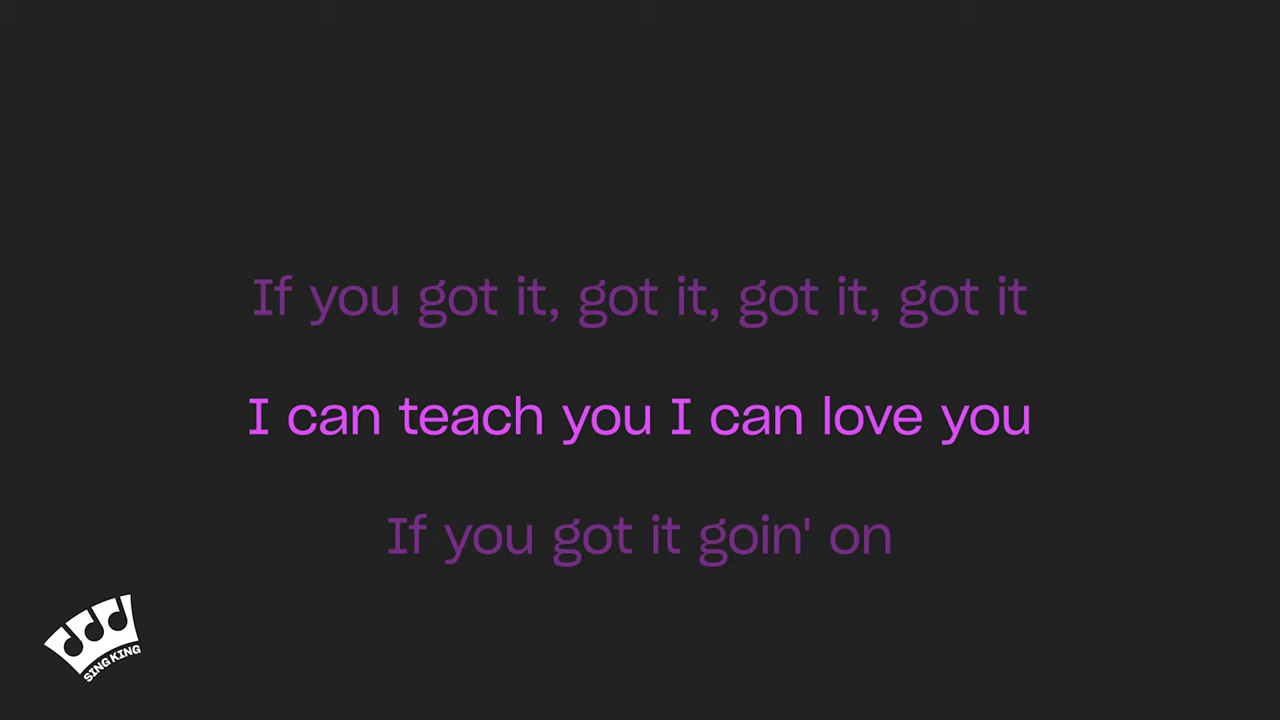 If you got it, got it, got it, got it
I can teach you I can love you
If you got it goin' on
SING KING